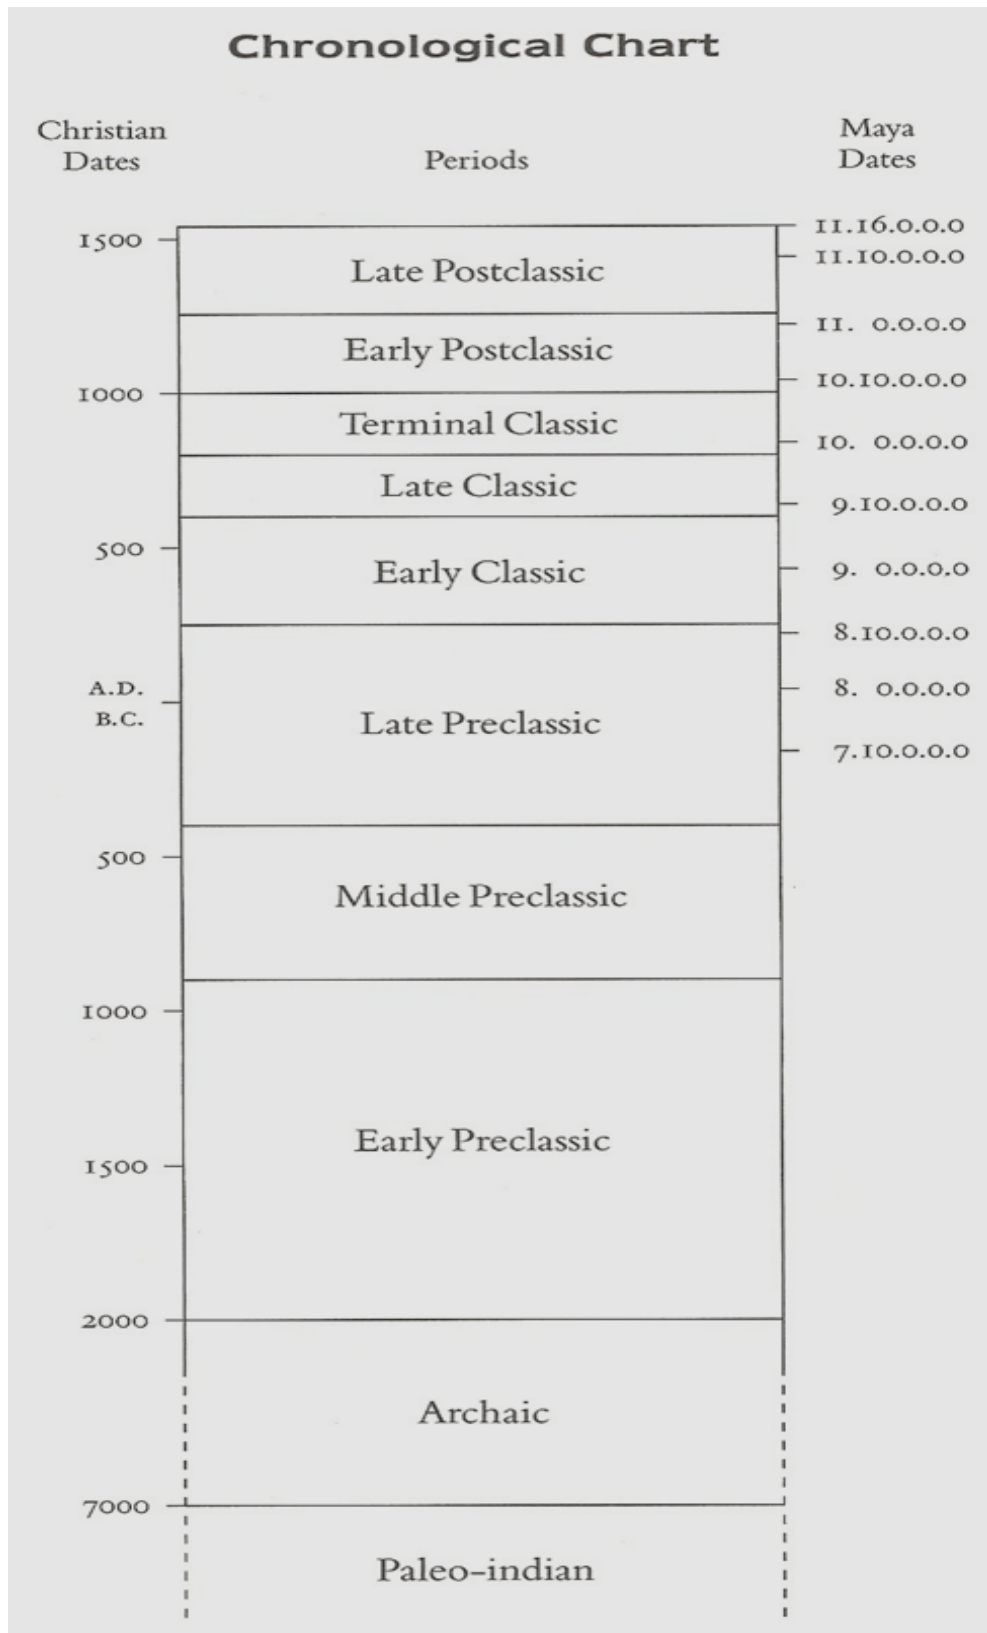 Chronological Chart
Christian
Dates
Periods
Maya
Dates
11.16.0.0.0
1500
11.10.0.0.0
Late Postclassic
11. 0.0.0.0
Early Postclassic
10.10.0.0.0
1000
Terminal Classic
10. 0.0.0.0
Late Classic
9.10.0.0.0
500
9. 0.0.0.0
Early Classic
8.10.0.0.0
A.D.
8. 0.0.0.0
B.C.
Late Preclassic
7.10.0.0.0
500
Middle Preclassic
1000
Early Preclassic
1500
2000
Archaic
7000
Paleo-indian